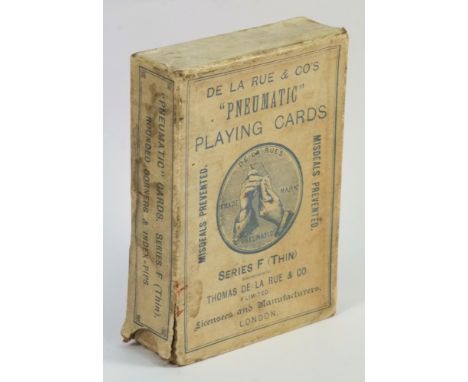 DE LA RUE & CO'S
"PNEUMATIC"
PLAYING CARDS
MISDEALS PREVENTED.
MISDEALS PREVENTED.
DE LA RUE'S
TRADE MARK
PNEUMATIC
SERIES F (THIN)
THOMAS DE LA RUE & CO
LIMITED
Licensees and Manufacturers,
LONDON.
"PNEUMATIC" CARDS. SERIES F (THIN).
ROUNDED CORNERS & INDEX-PIPS